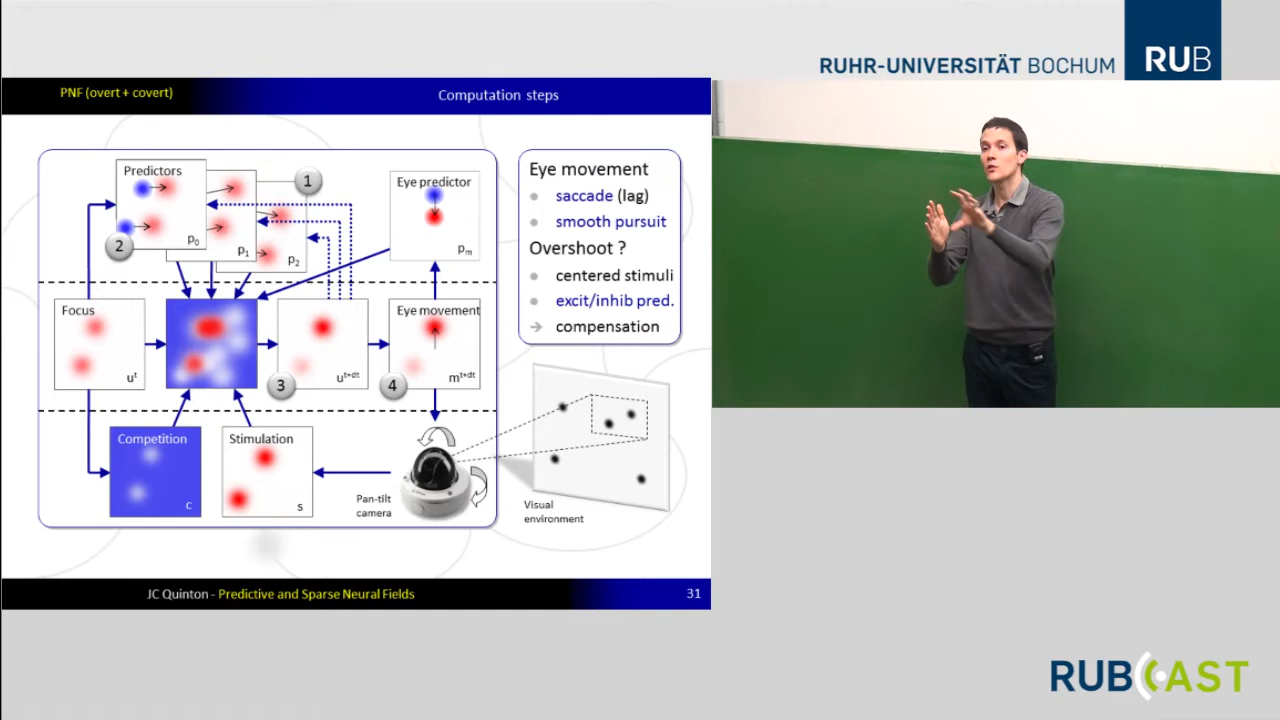 RUHR-UNIVERSITÄT BOCHUM
RUB
PNF (overt + covert)
Computation steps
Predictors
1
2
p0
p1
p2
Eye predictor
pm
Focus
ut
3
ut+dt
Eye movement
4
mt+dt
Competition
c
Stimulation
s
Pan-tilt
camera
Eye movement
saccade (lag)
smooth pursuit
Overshoot ?
centered stimuli
excit/inhib pred.
compensation
Visual
environment
JC Quinton - Predictive and Sparse Neural Fields
31
RUBCAST